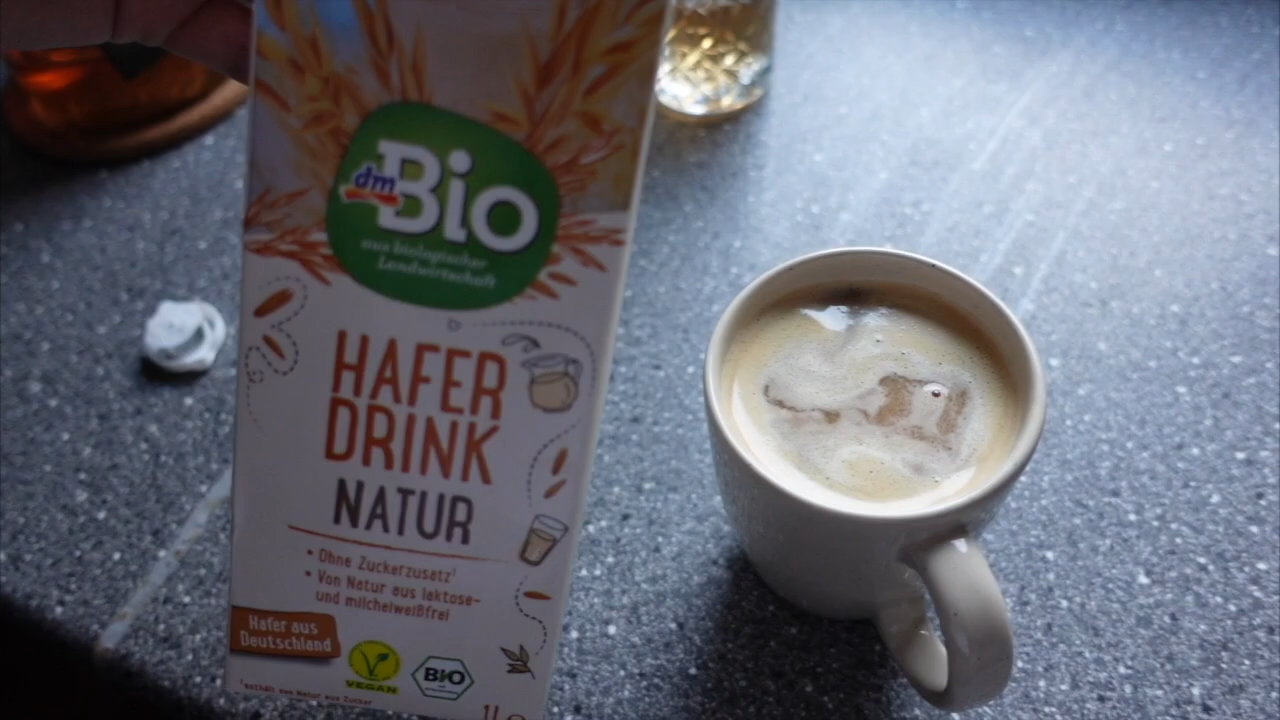 dm
Bio
aus biologischer
Landwirtschaft
HAFER
DRINK
NATUR
• Ohne Zuckerzusatz¹
• Von Natur aus laktose-
und milcheiweißfrei
Hafer aus
Deutschland
VEGAN
BIO
¹enthält von Natur aus Zucker
1L